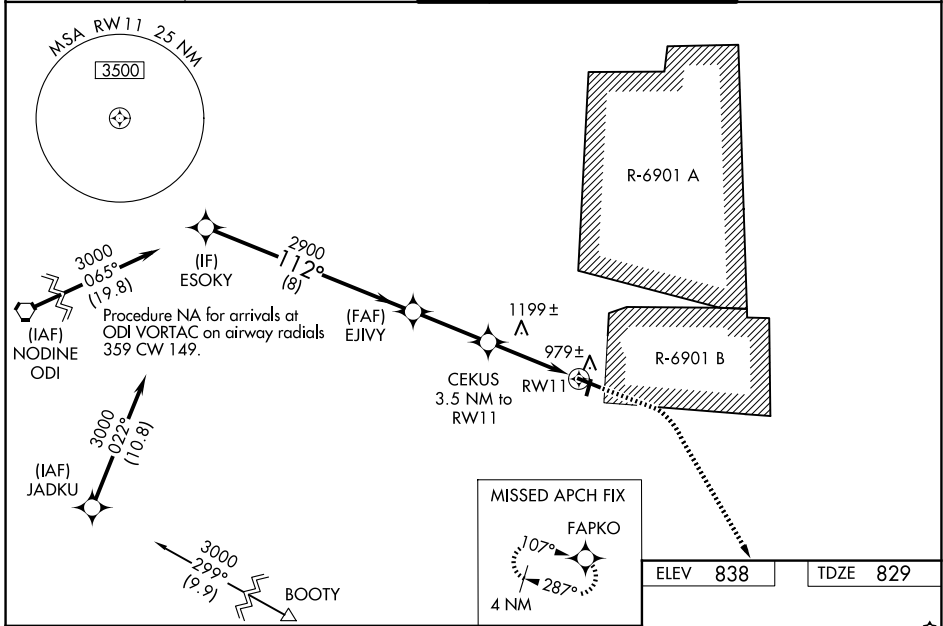 MSA RW11 25 NM
3500
R-6901 A
3000
065°
(19.8)
(IF)
ESOKY
2900
112°
(8)
(IAF)
NODINE
ODI
Procedure NA for arrivals at
ODI VORTAC on airway radials
359 CW 149.
(FAF)
EJIVY
1199±
979±
R-6901 B
CEKUS
3.5 NM to
RW11
RW11
3000
022°
(10.8)
(IAF)
JADKU
3000
299°
(9.9)
BOOTY
MISSED APCH FIX
FAPKO
107°
287°
4 NM
ELEV 838
TDZE 829